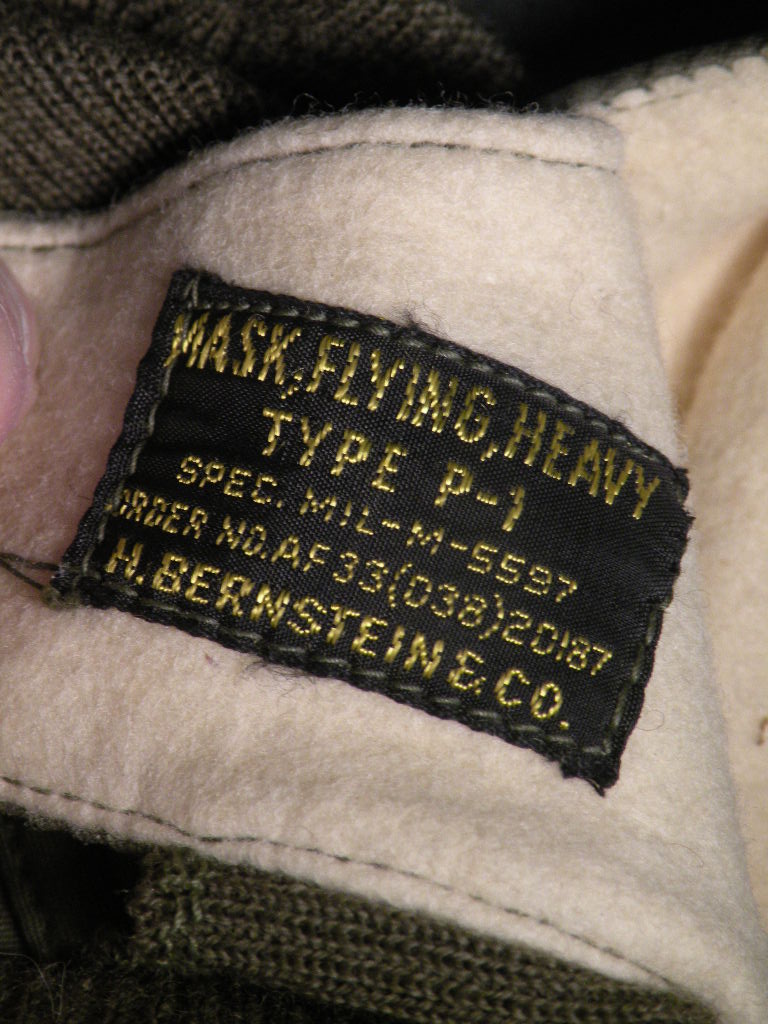 MASK, FLYING, HEAVY
TYPE P-1
SPEC. MIL-M-5597
ORDER NO. AF33(038)20187
H. BERNSTEIN & CO.